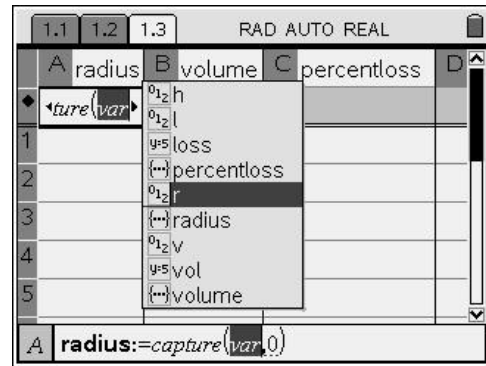 1.1 1.2 1.3 RAD AUTO REAL
A radius B volume C percentloss D
ture(var
h
l
loss
percentloss
r
radius
v
vol
volume
1
2
3
4
5
A radius:=capture(var,0)